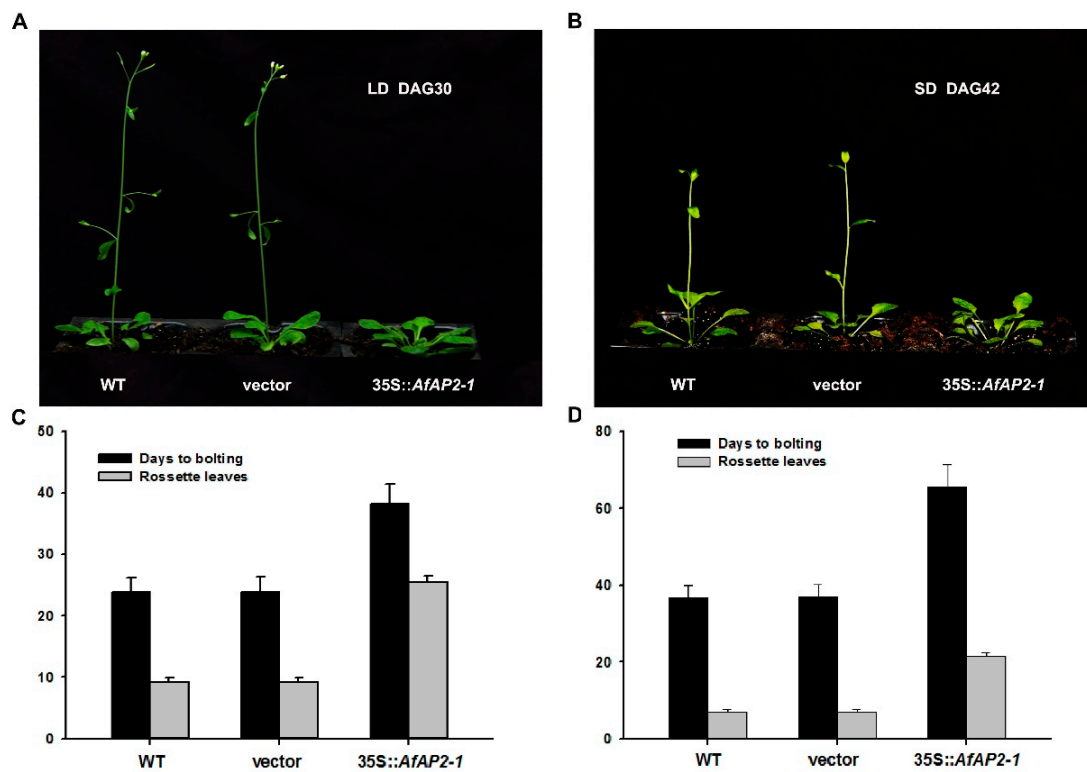 A
LD DAG30
WT vector 35S::AfAP2-1
B
SD DAG42
WT vector 35S::AfAP2-1
C
50
40
30
20
10
0
Days to bolting
Rossette leaves
WT vector 35S::AfAP2-1
D
80
60
40
20
0
Days to bolting
Rossette leaves
WT vector 35S::AfAP2-1